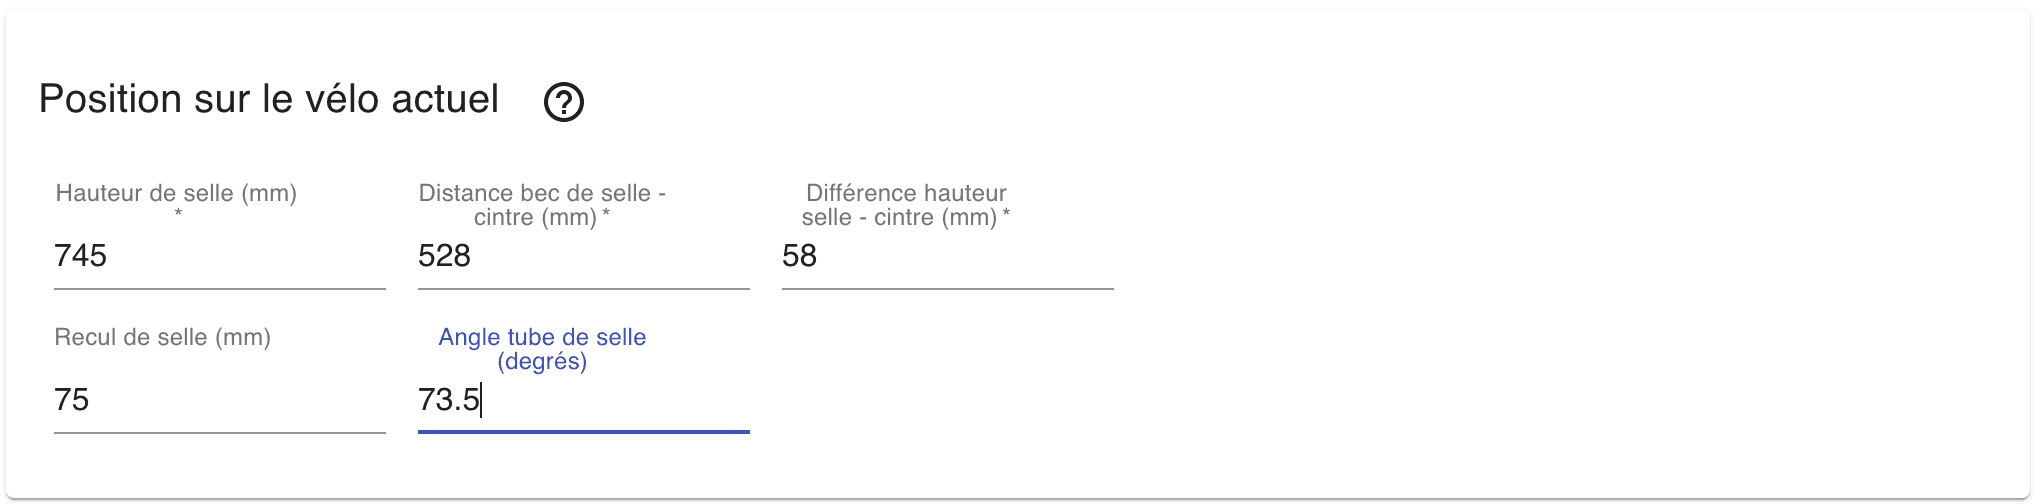 Position sur le vélo actuel
Hauteur de selle (mm)
*
Distance bec de selle -
cintre (mm) *
Différence hauteur
selle - cintre (mm) *
745
528
58
Recul de selle (mm)
Angle tube de selle
(degrés)
75
73.5